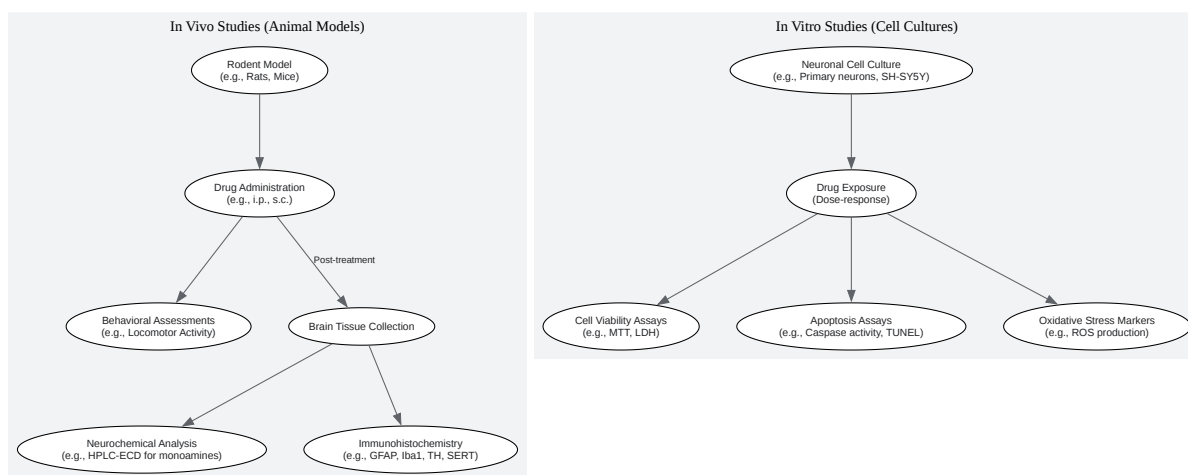 In Vivo Studies (Animal Models)
Rodent Model
(e.g., Rats, Mice)
Drug Administration
(e.g., i.p., s.c.)
Post-treatment
Behavioral Assessments
(e.g., Locomotor Activity)
Brain Tissue Collection
Neurochemical Analysis
(e.g., HPLC-ECD for monoamines)
Immunohistochemistry
(e.g., GFAP, Iba1, TH, SERT)
In Vitro Studies (Cell Cultures)
Neuronal Cell Culture
(e.g., Primary neurons, SH-SY5Y)
Drug Exposure
(Dose-response)
Cell Viability Assays
(e.g., MTT, LDH)
Apoptosis Assays
(e.g., Caspase activity, TUNEL)
Oxidative Stress Markers
(e.g., ROS production)